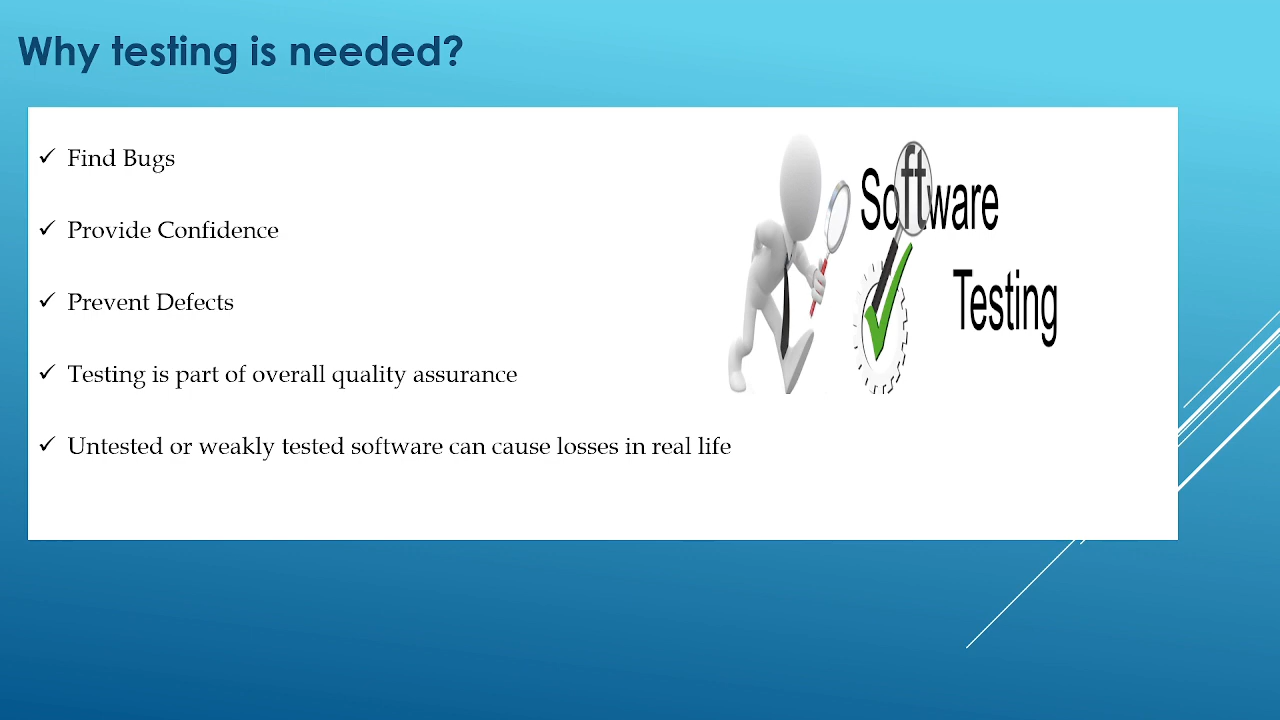 Why testing is needed?
✓ Find Bugs
✓ Provide Confidence
✓ Prevent Defects
✓ Testing is part of overall quality assurance
✓ Untested or weakly tested software can cause losses in real life
Software
Testing